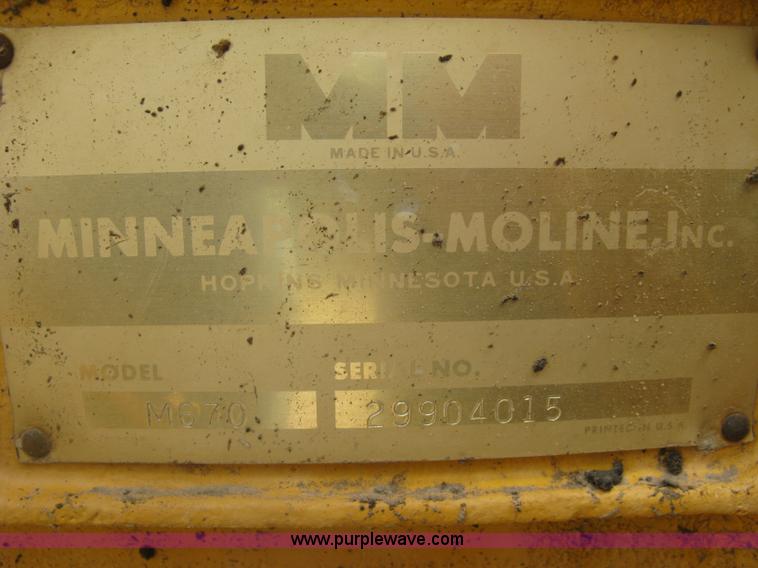 MM
MADE IN U.S.A.
MINNEAPOLIS-MOLINE, INC.
HOPKINS MINNESOTA U.S.A.
MODEL SERIAL NO.
M670 29904015
PRINTED IN U.S.A.
www.purplewave.com